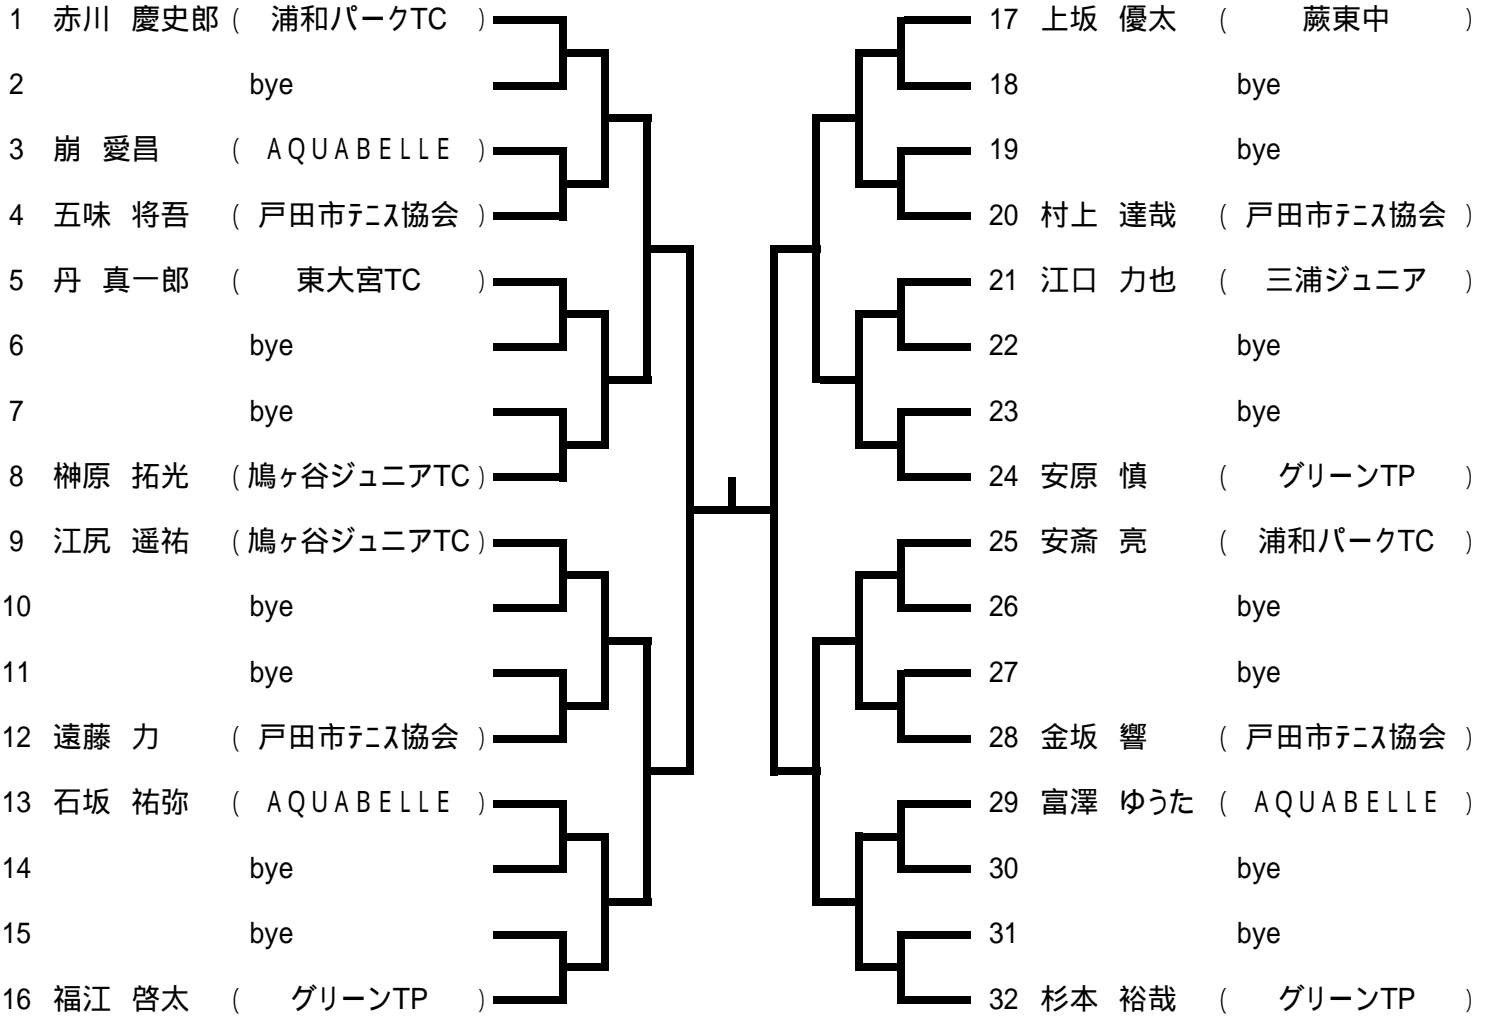 1 赤川 慶史郎 ( 浦和パークTC )
2 bye
3 崩 愛昌 ( AQUABELLE )
4 五味 将吾 ( 戸田市テニス協会 )
5 丹 真一郎 ( 東大宮TC )
6 bye
7 bye
8 榊原 拓光 ( 鳩ヶ谷ジュニアTC )
9 江尻 遥祐 ( 鳩ヶ谷ジュニアTC )
10 bye
11 bye
12 遠藤 力 ( 戸田市テニス協会 )
13 石坂 祐弥 ( AQUABELLE )
14 bye
15 bye
16 福江 啓太 ( グリーンTP )
17 上坂 優太 ( 蕨東中 )
18 bye
19 bye
20 村上 達哉 ( 戸田市テニス協会 )
21 江口 力也 ( 三浦ジュニア )
22 bye
23 bye
24 安原 慎 ( グリーンTP )
25 安斎 亮 ( 浦和パークTC )
26 bye
27 bye
28 金坂 響 ( 戸田市テニス協会 )
29 富澤 ゆうた ( AQUABELLE )
30 bye
31 bye
32 杉本 裕哉 ( グリーンTP )